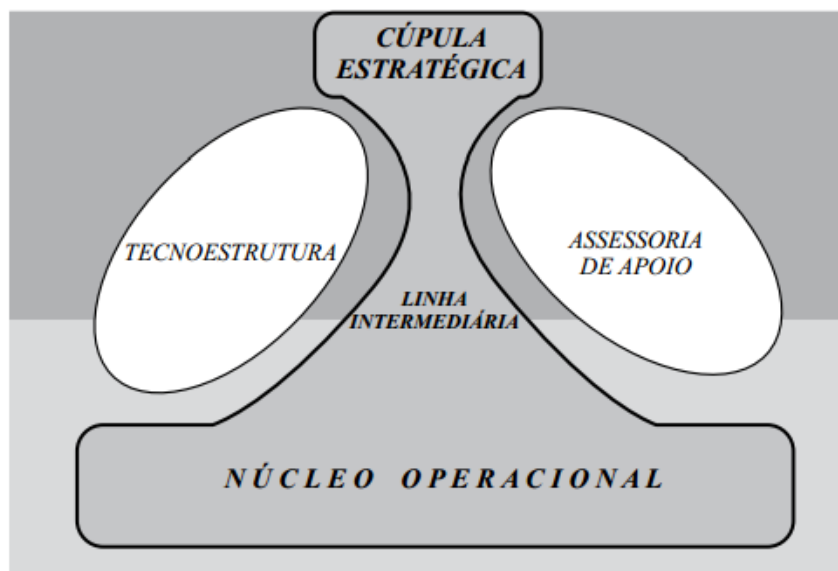 CÚPULA
ESTRATÉGICA
TECNOESTRUTURA
ASSESSORIA
DE APOIO
LINHA
INTERMEDIÁRIA
NÚCLEO OPERACIONAL